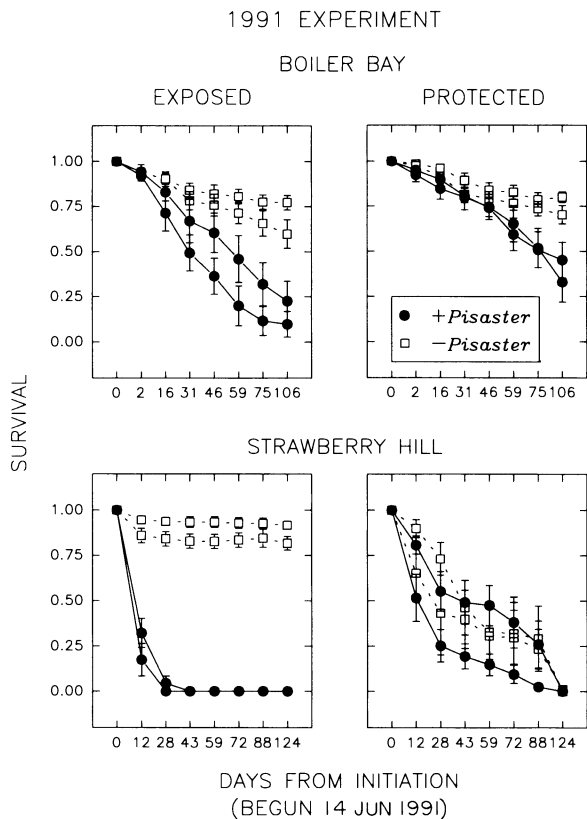 1991 EXPERIMENT
BOILER BAY
EXPOSED PROTECTED
1.00
0.75
0.50
0.25
0.00
0 2 16 31 46 59 75 106
0 2 16 31 46 59 75 106
+Pisaster
−Pisaster
SURVIVAL
STRAWBERRY HILL
1.00
0.75
0.50
0.25
0.00
0 12 28 43 59 72 88 124
0 12 28 43 59 72 88 124
DAYS FROM INITIATION
(BEGUN 14 JUN 1991)